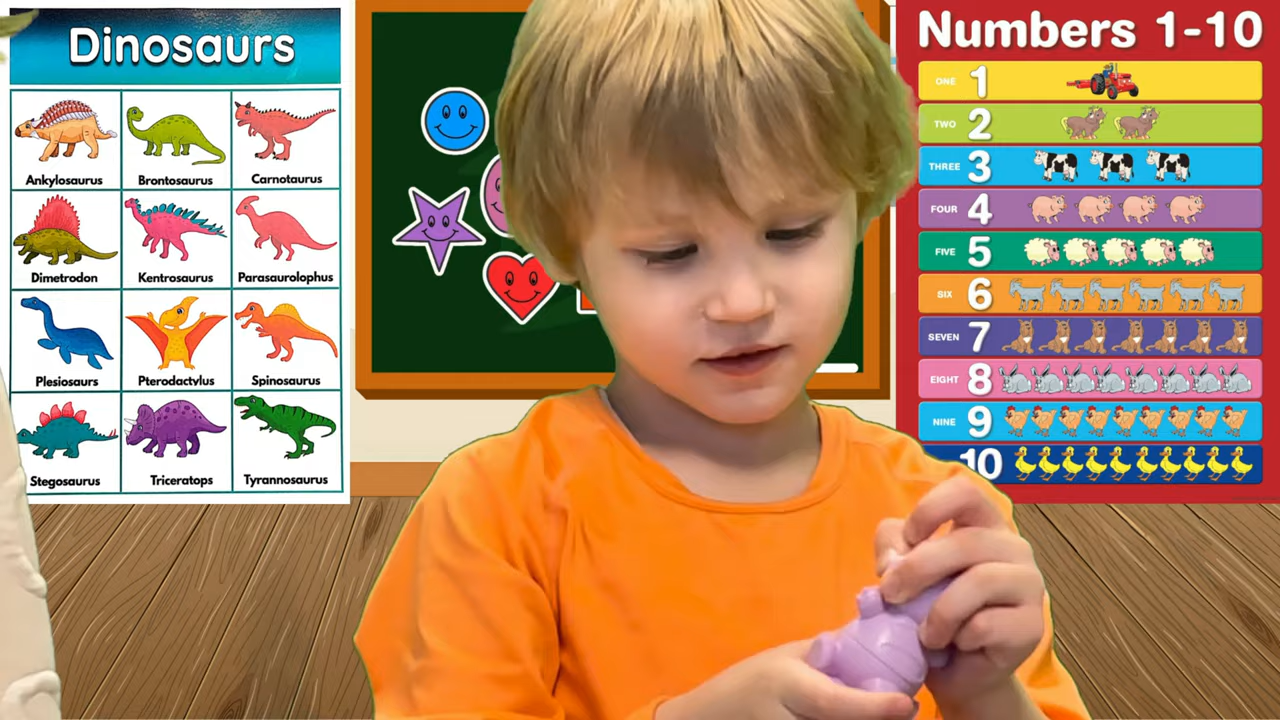 Dinosaurs
Ankylosaurus
Brontosaurus
Carnotaurus
Dimetrodon
Kentrosaurus
Parasaurolophus
Plesiosaurs
Pterodactylus
Spinosaurus
Stegosaurus
Triceratops
Tyrannosaurus
Numbers 1-10
ONE 1
TWO 2
THREE 3
FOUR 4
FIVE 5
SIX 6
SEVEN 7
EIGHT 8
NINE 9
10